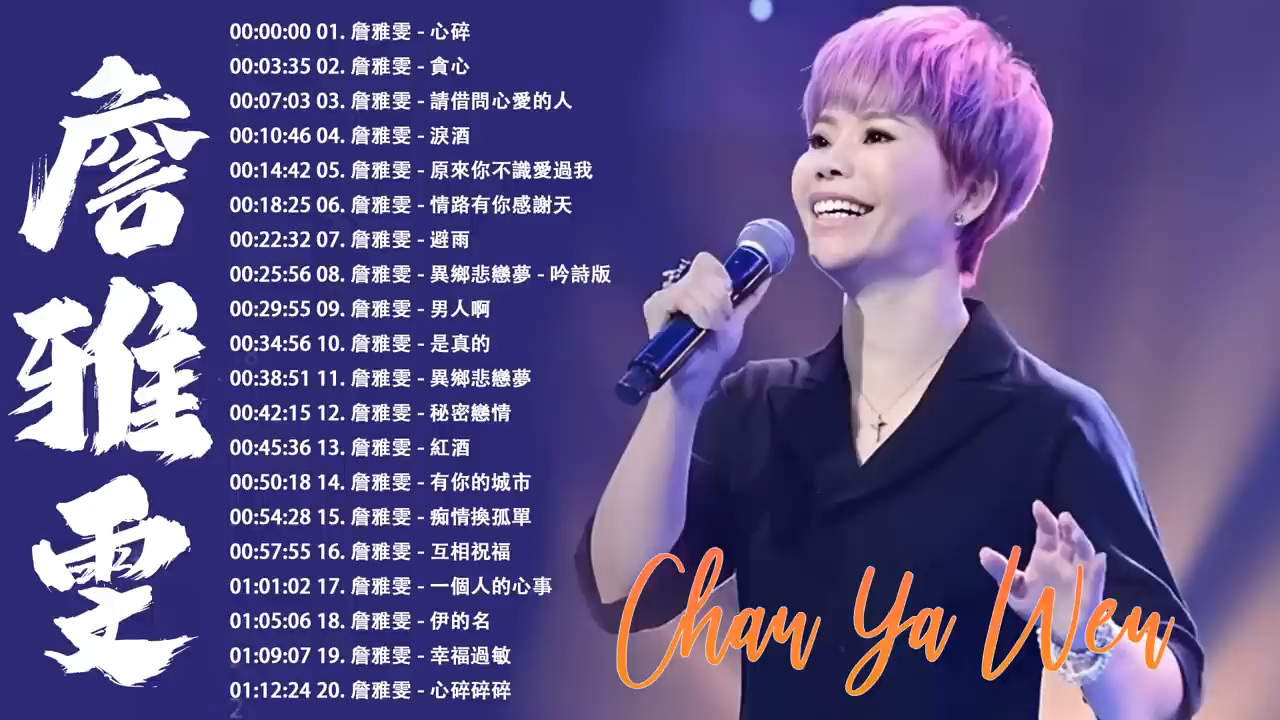 詹雅雯
00:00:00 01. 詹雅雯 - 心碎
00:03:35 02. 詹雅雯 - 貪心
00:07:03 03. 詹雅雯 - 請借問心愛的人
00:10:46 04. 詹雅雯 - 淚酒
00:14:42 05. 詹雅雯 - 原來你不識愛過我
00:18:25 06. 詹雅雯 - 情路有你感謝天
00:22:32 07. 詹雅雯 - 避雨
00:25:56 08. 詹雅雯 - 異鄉悲戀夢 - 吟詩版
00:29:55 09. 詹雅雯 - 男人啊
00:34:56 10. 詹雅雯 - 是真的
00:38:51 11. 詹雅雯 - 異鄉悲戀夢
00:42:15 12. 詹雅雯 - 秘密戀情
00:45:36 13. 詹雅雯 - 紅酒
00:50:18 14. 詹雅雯 - 有你的城市
00:54:28 15. 詹雅雯 - 痴情換孤單
00:57:55 16. 詹雅雯 - 互相祝福
01:01:02 17. 詹雅雯 - 一個人的心事
01:05:06 18. 詹雅雯 - 伊的名
01:09:07 19. 詹雅雯 - 幸福過敏
01:12:24 20. 詹雅雯 - 心碎碎碎
Chan Ya Wen